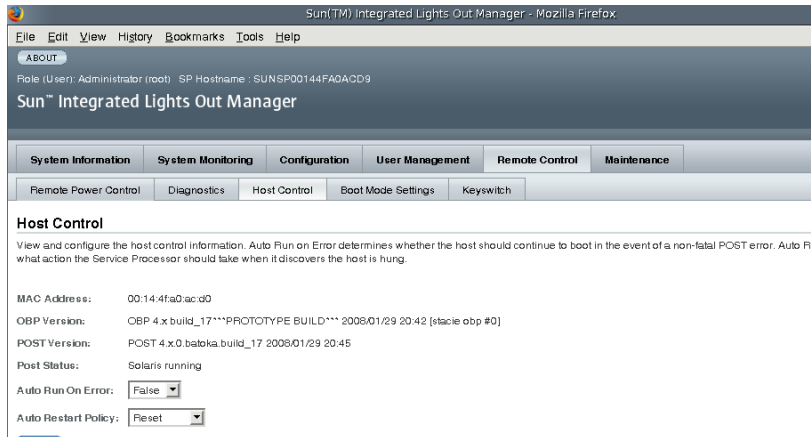 Sun(TM) Integrated Lights Out Manager - Mozilla Firefox
File Edit View History Bookmarks Tools Help
ABOUT
Role (User): Administrator (root) SP Hostname : SUNSP00144FA0ACD9
Sun™ Integrated Lights Out Manager
System Information System Monitoring Configuration User Management Remote Control Maintenance
Remote Power Control Diagnostics Host Control Boot Mode Settings Keyswitch
Host Control
View and configure the host control information. Auto Run on Error determines whether the host should continue to boot in the event of a non-fatal POST error. Auto R
what action the Service Processor should take when it discovers the host is hung.
MAC Address: 00:14:4f:a0:ac:d0
OBP Version: OBP 4.x build_17***PROTOTYPE BUILD*** 2008/01/29 20:42 [stacie obp #0]
POST Version: POST 4.x.0.batoka.build_17 2008/01/29 20:45
Post Status: Solaris running
Auto Run On Error: False
Auto Restart Policy: Reset